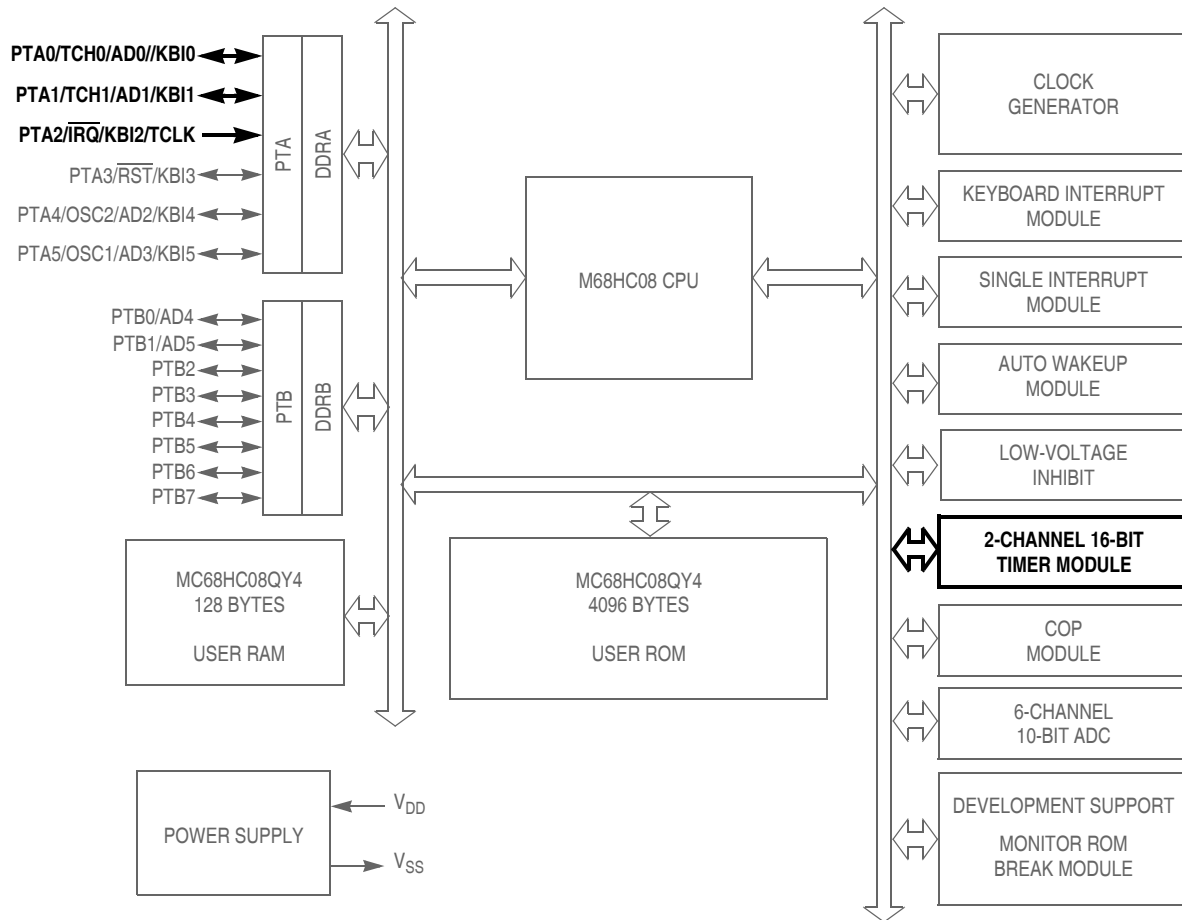 PTA0/TCH0/AD0//KBI0
PTA1/TCH1/AD1/KBI1
PTA2/I̅R̅Q̅/KBI2/TCLK
PTA3/R̅S̅T̅/KBI3
PTA4/OSC2/AD2/KBI4
PTA5/OSC1/AD3/KBI5
PTA
DDRA
PTB0/AD4
PTB1/AD5
PTB2
PTB3
PTB4
PTB5
PTB6
PTB7
PTB
DDRB
MC68HC08QY4
128 BYTES
USER RAM
POWER SUPPLY
V_DD
V_SS
M68HC08 CPU
MC68HC08QY4
4096 BYTES
USER ROM
CLOCK
GENERATOR
KEYBOARD INTERRUPT
MODULE
SINGLE INTERRUPT
MODULE
AUTO WAKEUP
MODULE
LOW-VOLTAGE
INHIBIT
2-CHANNEL 16-BIT
TIMER MODULE
COP
MODULE
6-CHANNEL
10-BIT ADC
DEVELOPMENT SUPPORT
MONITOR ROM
BREAK MODULE